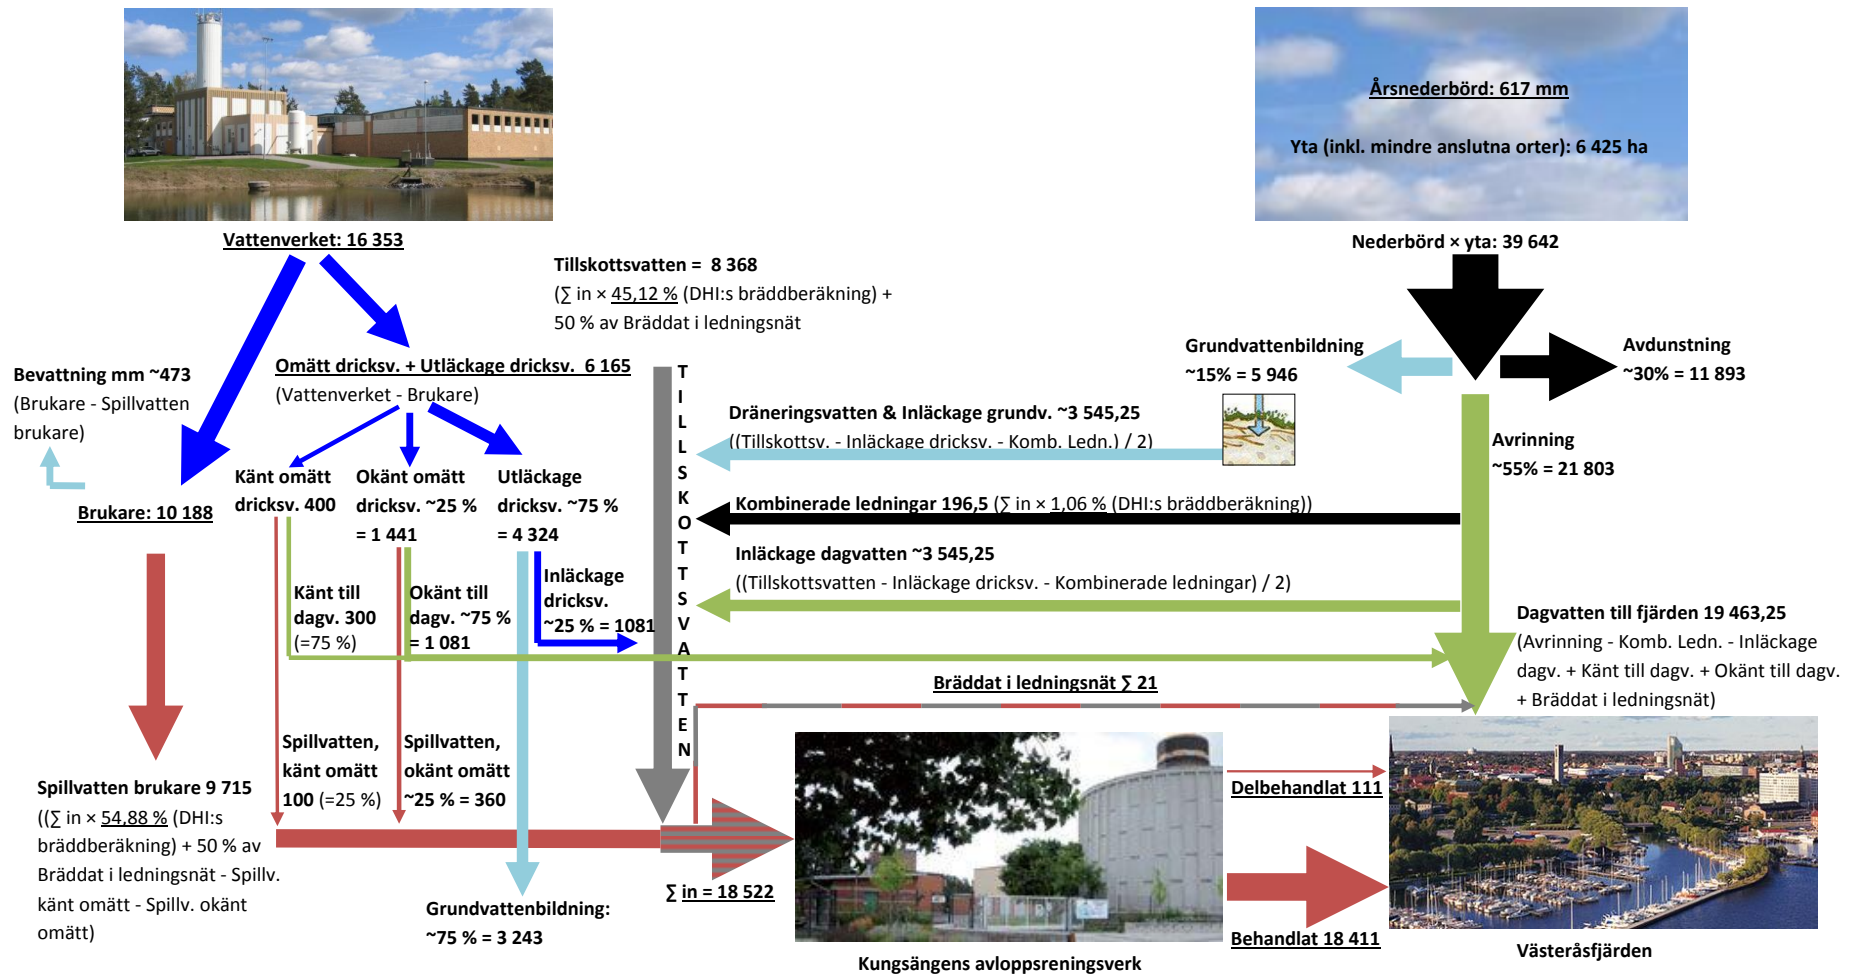 Årsnederbörd: 617 mm
Yta (inkl. mindre anslutna orter): 6 425 ha
Vattenverket: 16 353
Nederbörd × yta: 39 642
Tillskottsvatten = 8 368
(∑ in × 45,12 % (DHI:s bräddberäkning) +
50 % av Bräddat i ledningsnät
Grundvattenbildning
~15% = 5 946
Avdunstning
~30% = 11 893
Bevattning mm ~473
(Brukare - Spillvatten
brukare)
Omätt dricksv. + Utläckage dricksv. 6 165
(Vattenverket - Brukare)
TILLSKOTTSVATTEN
Dräneringsvatten & Inläckage grundv. ~3 545,25
((Tillskottsv. - Inläckage dricksv. - Komb. Ledn.) / 2)
Avrinning
~55% = 21 803
Brukare: 10 188
Känt omätt
dricksv. 400
Okänt omätt
dricksv. ~25 %
= 1 441
Utläckage
dricksv. ~75 %
= 4 324
Kombinerade ledningar 196,5 (∑ in × 1,06 % (DHI:s bräddberäkning))
Inläckage dagvatten ~3 545,25
((Tillskottsvatten - Inläckage dricksv. - Kombinerade ledningar) / 2)
Känt till
dagv. 300
(=75 %)
Okänt till
dagv. ~75 %
= 1 081
Inläckage
dricksv.
~25 % = 1081
Dagvatten till fjärden 19 463,25
(Avrinning - Komb. Ledn. - Inläckage
dagv. + Känt till dagv. + Okänt till dagv.
+ Bräddat i ledningsnät)
Bräddat i ledningsnät ∑ 21
Spillvatten,
känt omätt
100 (=25 %)
Spillvatten,
okänt omätt
~25 % = 360
Spillvatten brukare 9 715
((∑ in × 54,88 % (DHI:s
bräddberäkning) + 50 % av
Bräddat i ledningsnät - Spillv.
känt omätt - Spillv. okänt
omätt)
Delbehandlat 111
∑ in = 18 522
Grundvattenbildning:
~75 % = 3 243
Behandlat 18 411
Kungsängens avloppsreningsverk
Västeråsfjärden